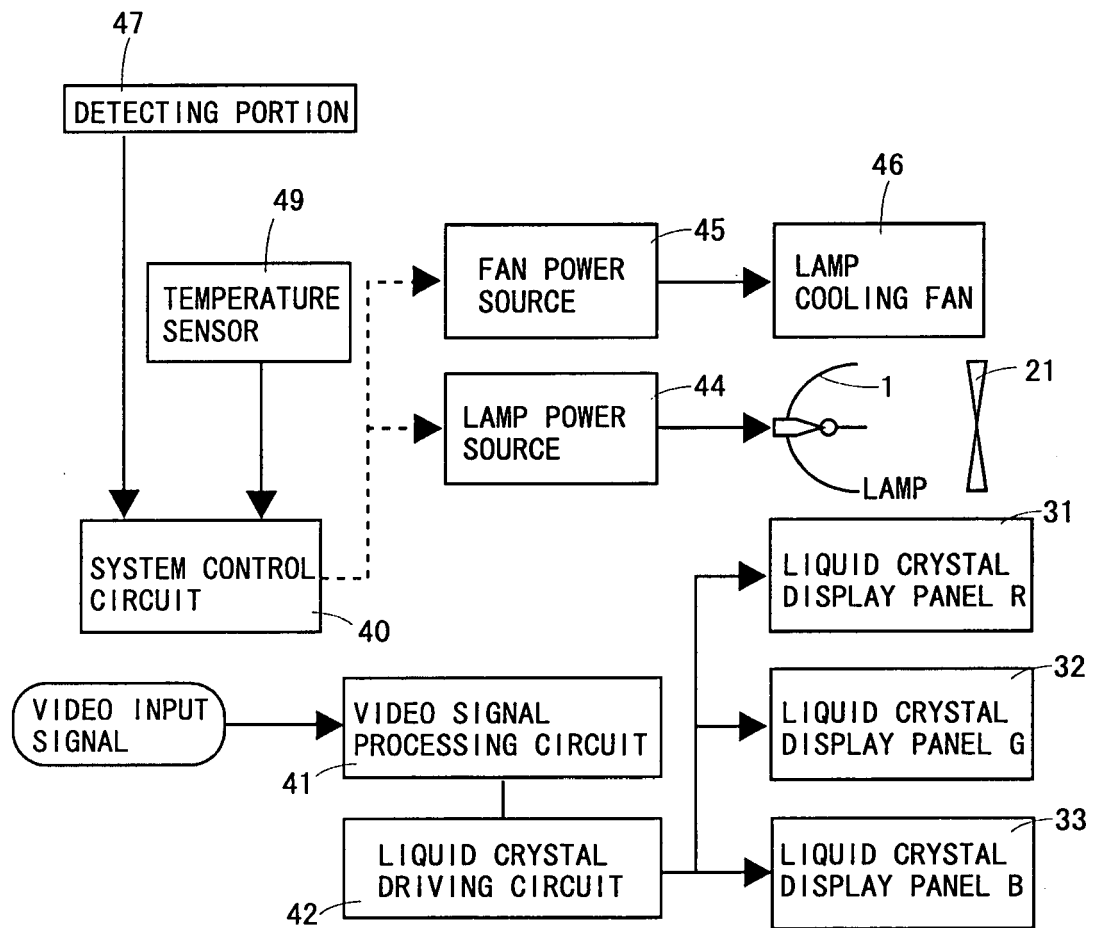 47
DETECTING PORTION
49
TEMPERATURE
SENSOR
45
FAN POWER
SOURCE
46
LAMP
COOLING FAN
44
LAMP POWER
SOURCE
1
LAMP
21
SYSTEM CONTROL
CIRCUIT
40
31
LIQUID CRYSTAL
DISPLAY PANEL R
VIDEO INPUT
SIGNAL
VIDEO SIGNAL
PROCESSING CIRCUIT
41
32
LIQUID CRYSTAL
DISPLAY PANEL G
LIQUID CRYSTAL
DRIVING CIRCUIT
42
33
LIQUID CRYSTAL
DISPLAY PANEL B